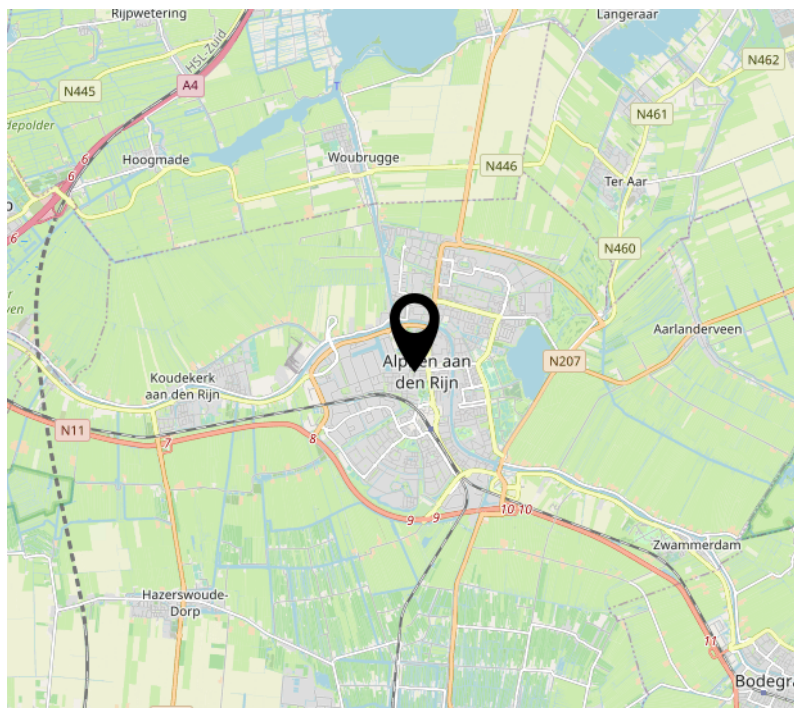 Rijpwetering
Langeraar
HSL-Zuid
N462
A4
N445
N461
depolder
6
Hoogmade
Woubrugge
N446
Ter Aar
6
6
N460
Aarlanderveen
Alphen aan
den Rijn
N207
Koudekerk
aan den Rijn
N11
7
8
9
9
10
10
Zwammerdam
Hazerswoude-
Dorp
11
Bodegra